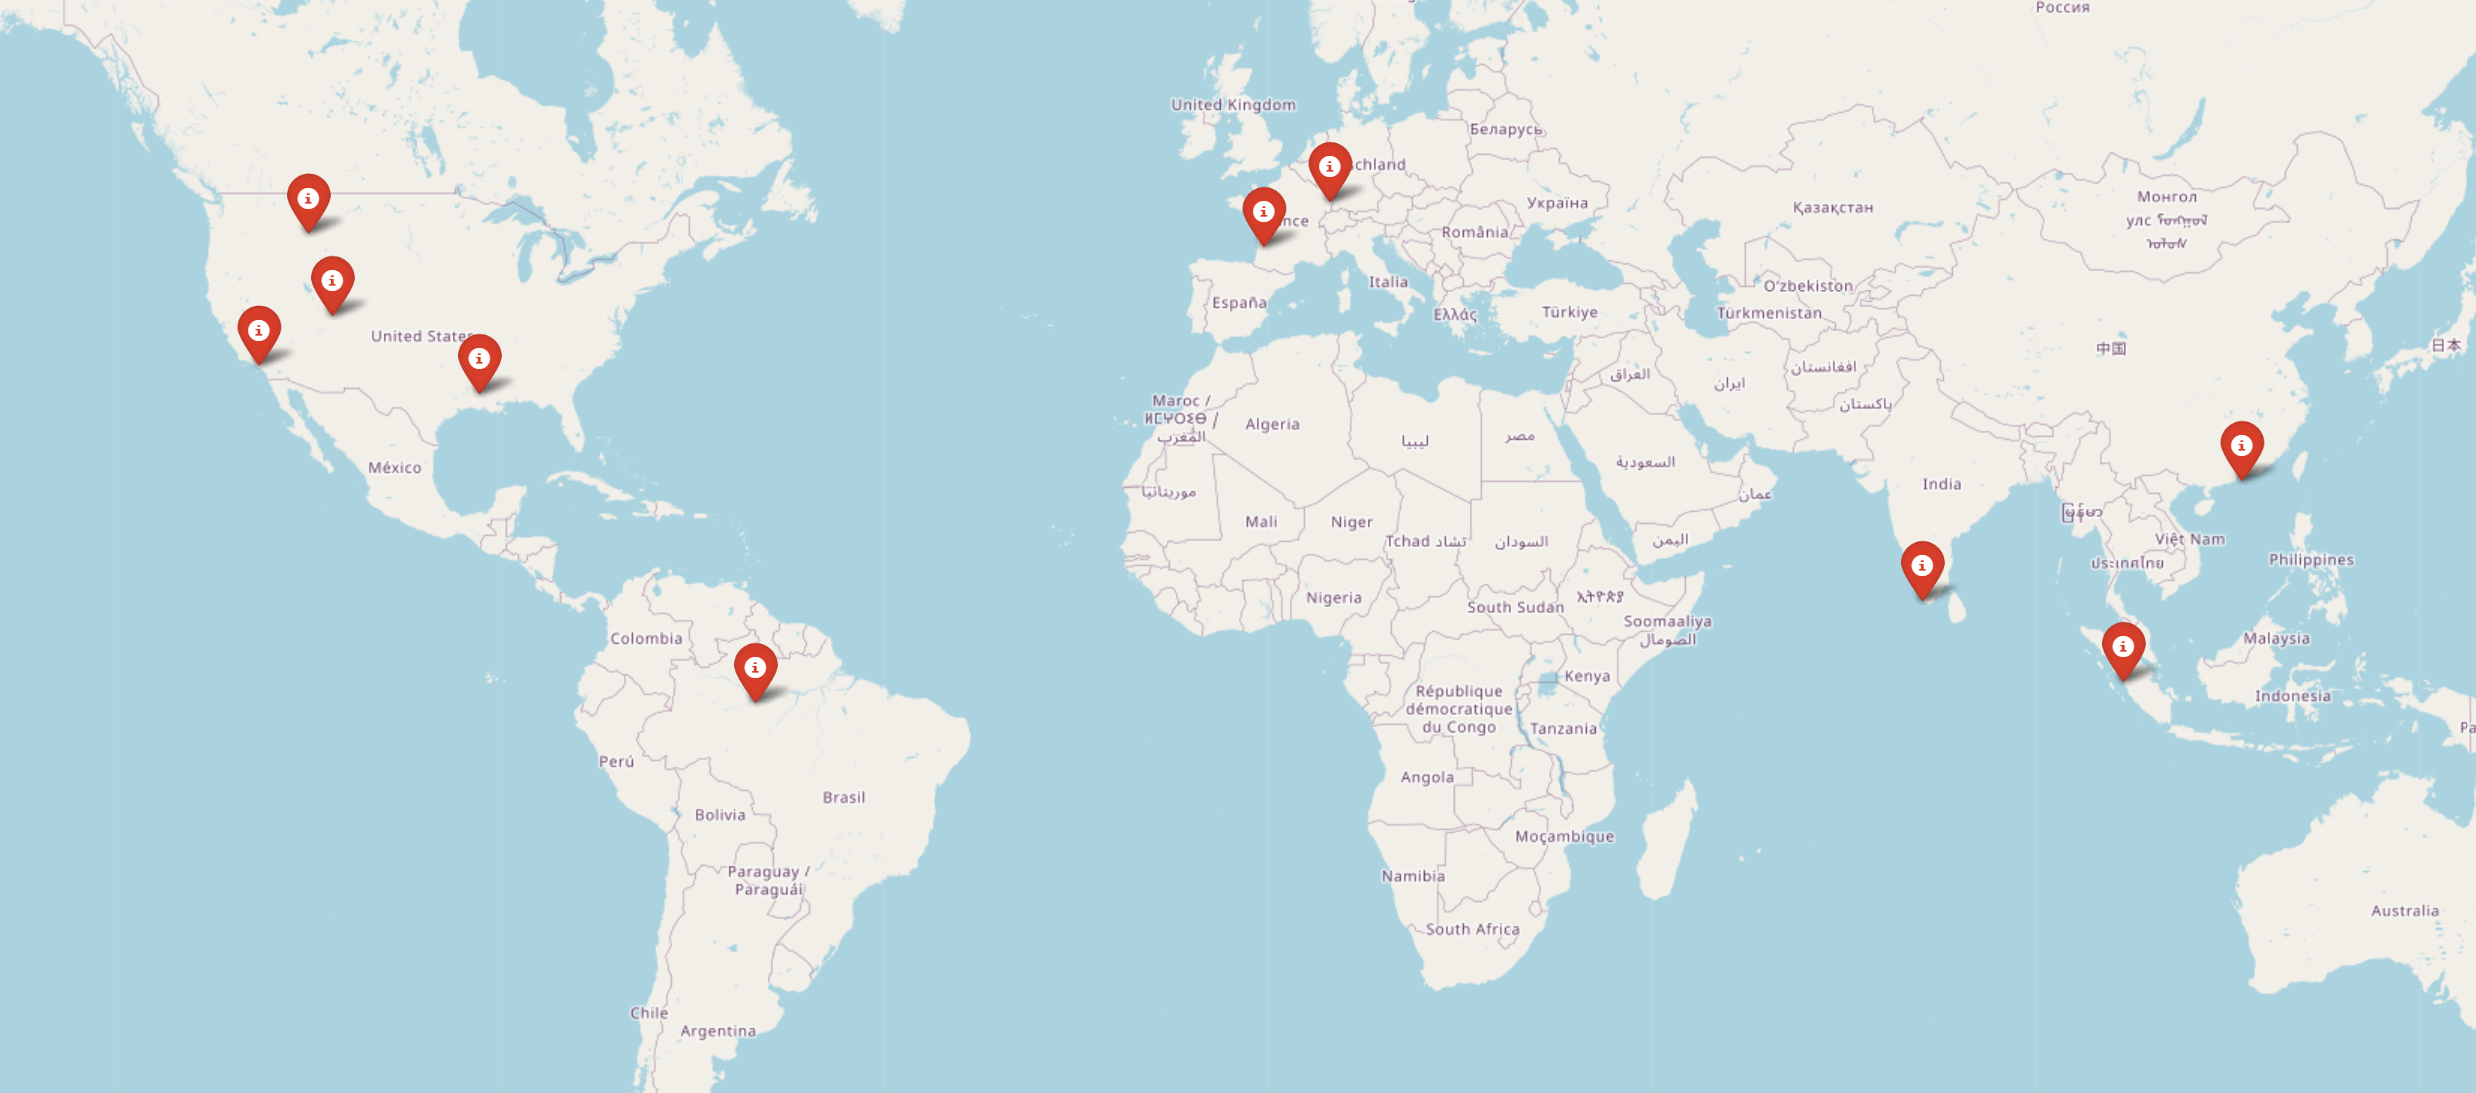 Россия
United Kingdom
Беларусь
schland
Україна
nce
România
Қазақстан
Монгол
улс
Italia
España
Ελλάς
Türkiye
O'zbekiston
Türkmenistan
中国
日本
United States
México
افغانستان
العراق
ایران
پاکستان
Maroc /
ⵍⵎⵖⵔⵉⴱ /
المغرب
Algeria
ليبيا
مصر
السعودية
عمان
India
موريتانيا
Mali
Niger
Tchad تشاد
السودان
اليمن
Việt Nam
ประเทศไทย
Philippines
Nigeria
South Sudan
ኢትዮጵያ
Soomaaliya
الصومال
Colombia
Malaysia
Kenya
République
démocratique
du Congo
Indonesia
Tanzania
Pa
Perú
Angola
Brasil
Bolivia
Moçambique
Paraguay /
Paraguái
Namibia
Australia
South Africa
Chile
Argentina